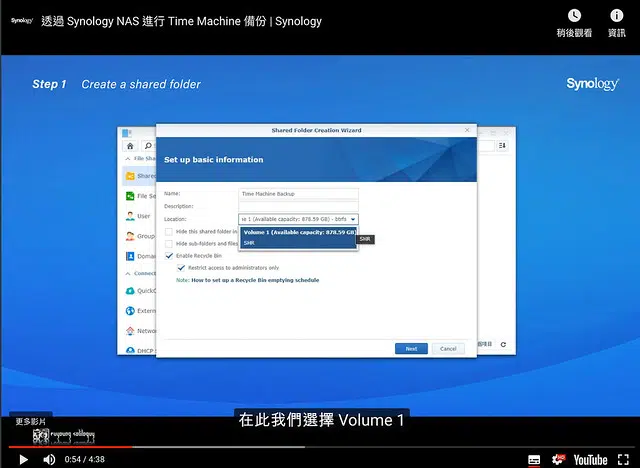 Synology
透過 Synology NAS 進行 Time Machine 備份 | Synology
稍後觀看
資訊
Step 1 Create a shared folder
Synology
Shared Folder Creation Wizard
Set up basic information
File Sha
Shared
File Se
User
Group
Domai
Connect
QuickC
Extern
Netwo
DHCP S
Name: Time Machine Backup
Description:
Location: 1 (Available capacity: 878.59 GB) - btrfs
Volume 1 (Available capacity: 878.59 GB)
SHR
SHR
Hide this shared folder in
Hide sub-folders and files
Enable Recycle Bin
Restrict access to administrators only
Note: How to set up a Recycle Bin emptying schedule
Next
Cancel
項目
在此我們選擇 Volume 1
更多影片
0:54 / 4:38
HD
YouTube